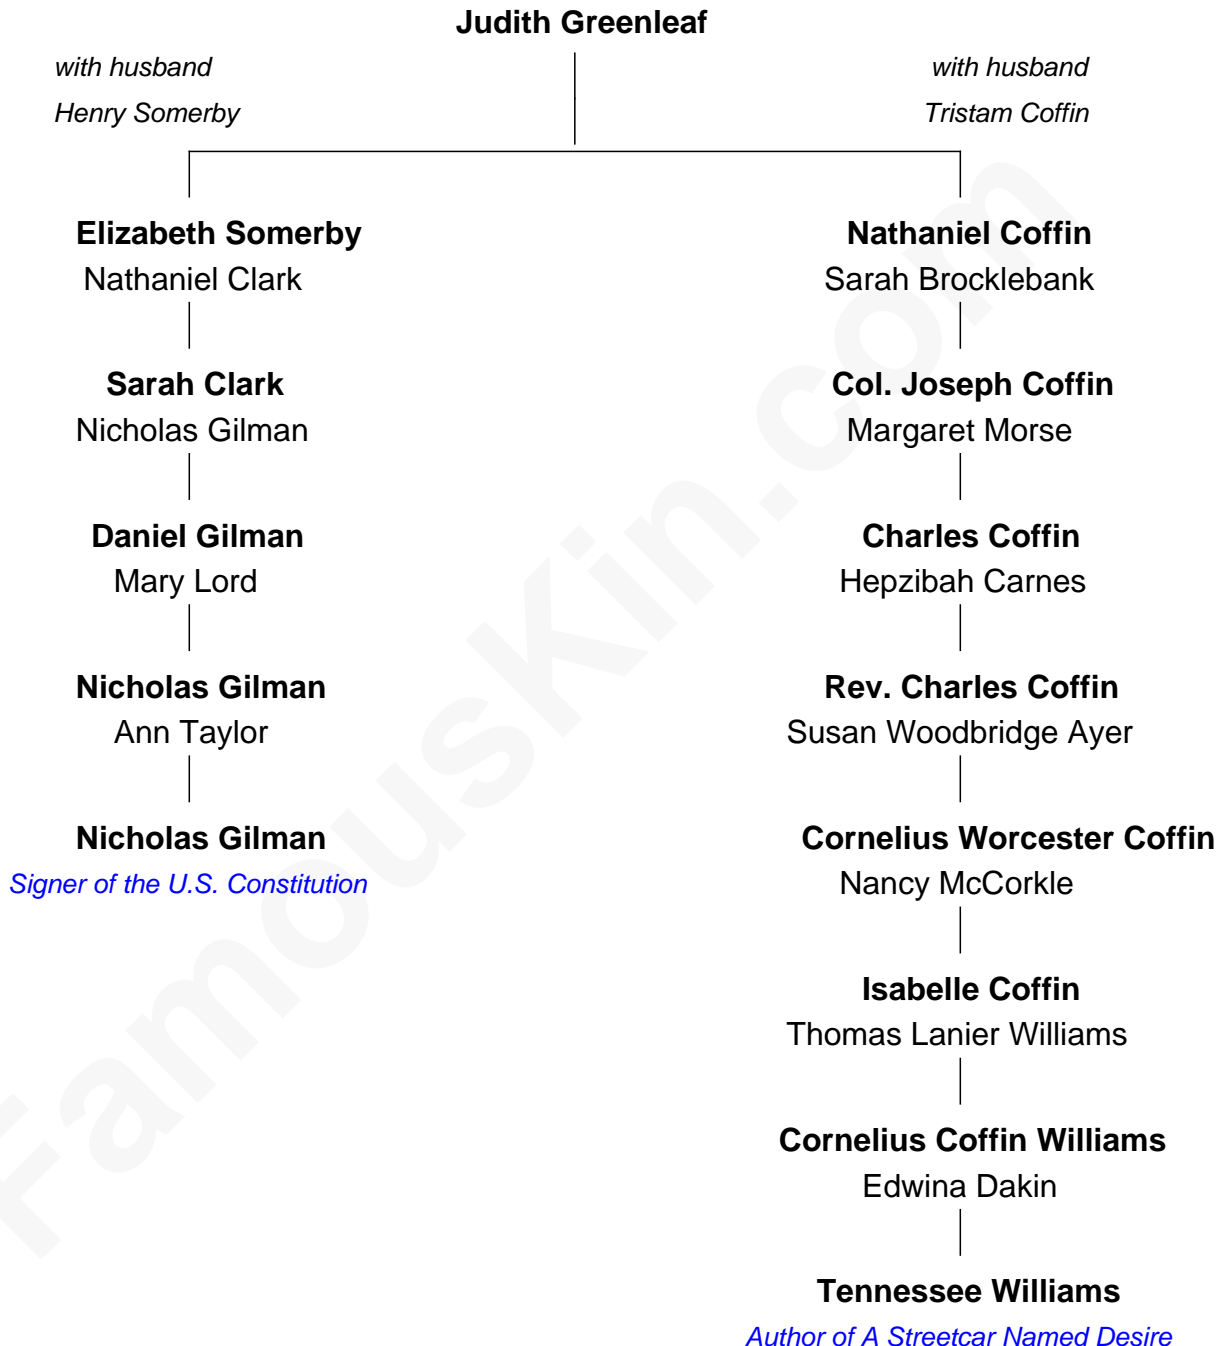 Judith Greenleaf
with husband
Henry Somerby
with husband
Tristam Coffin
Elizabeth Somerby
Nathaniel Clark
Sarah Clark
Nicholas Gilman
Daniel Gilman
Mary Lord
Nicholas Gilman
Ann Taylor
Nicholas Gilman
Signer of the U.S. Constitution
Nathaniel Coffin
Sarah Brocklebank
Col. Joseph Coffin
Margaret Morse
Charles Coffin
Hepzibah Carnes
Rev. Charles Coffin
Susan Woodbridge Ayer
Cornelius Worcester Coffin
Nancy McCorkle
Isabelle Coffin
Thomas Lanier Williams
Cornelius Coffin Williams
Edwina Dakin
Tennessee Williams
Author of A Streetcar Named Desire
FamousKin.com